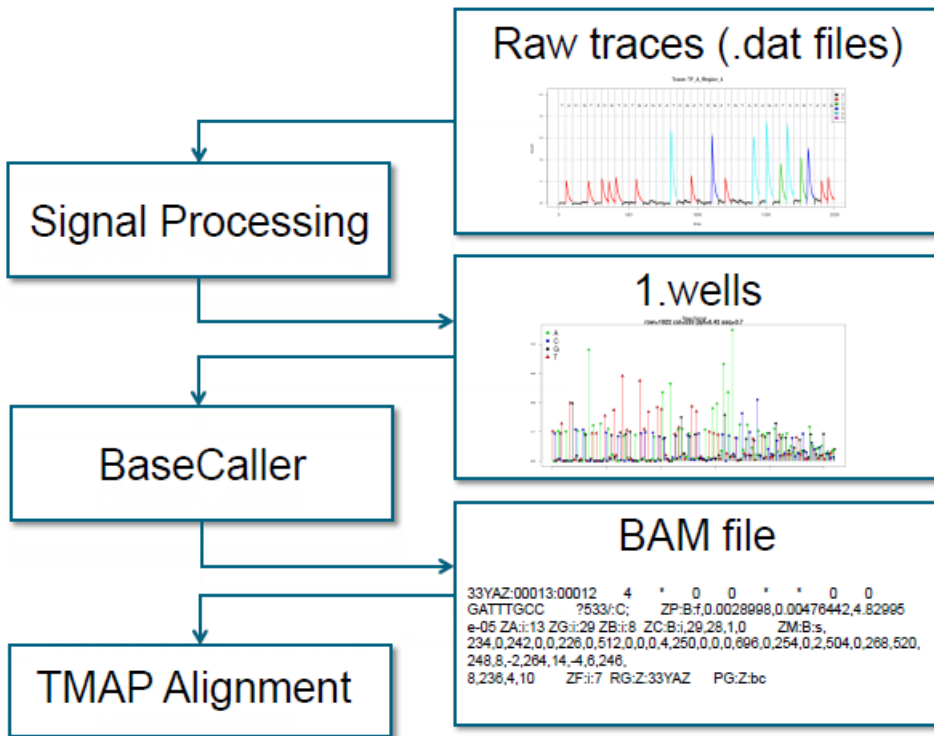 Raw traces (.dat files)
Signal Processing
1.wells
A
C
G
T
BaseCaller
BAM file
33YAZ:00013:00012 4 * 0 0 * * 0 0
GATTTGCC ?533/:C; ZP:B:f,0.0028998,0.00476442,4.82995
e-05 ZA:i:13 ZG:i:29 ZB:i:8 ZC:B:i,29,28,1,0 ZM:B:s,
234,0,242,0,0,226,0,512,0,0,0,4,250,0,0,0,696,0,254,0,2,504,0,268,520,
248,8,-2,264,14,-4,6,246,
8,236,4,10 ZF:i:7 RG:Z:33YAZ PG:Z:bc
TMAP Alignment